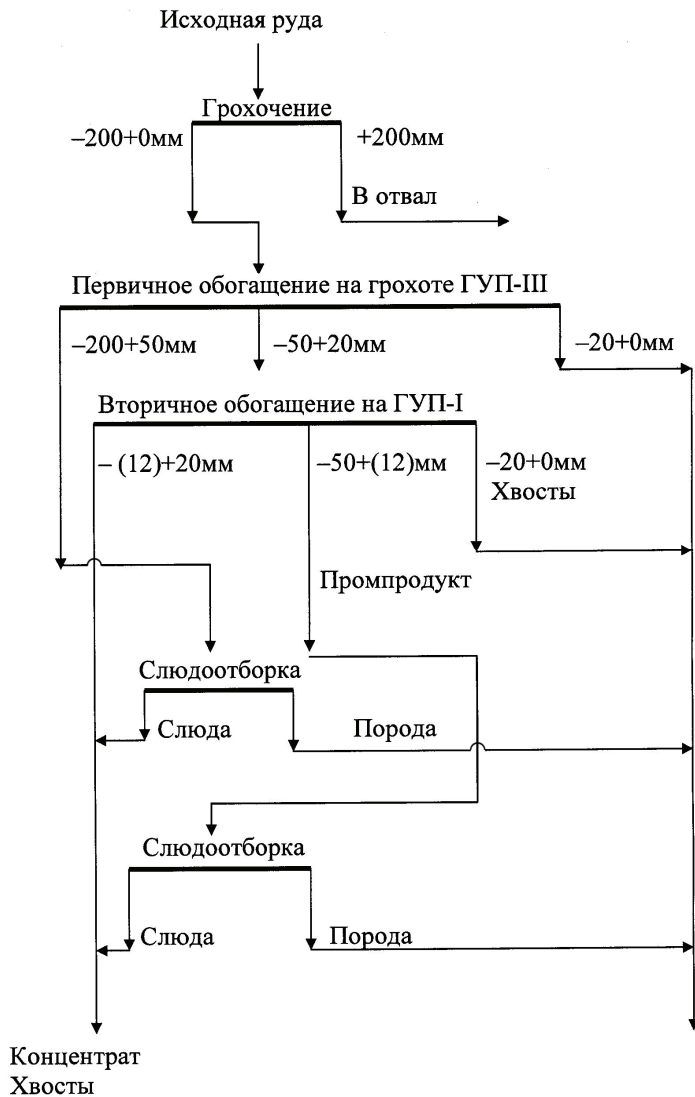 Исходная руда
Грохочение
–200+0мм
+200мм
В отвал
Первичное обогащение на грохоте ГУП-III
–200+50мм
–50+20мм
–20+0мм
Вторичное обогащение на ГУП-I
– (12)+20мм
–50+(12)мм
–20+0мм
Хвосты
Промпродукт
Слюдоотборка
Слюда
Порода
Слюдоотборка
Слюда
Порода
Концентрат
Хвосты